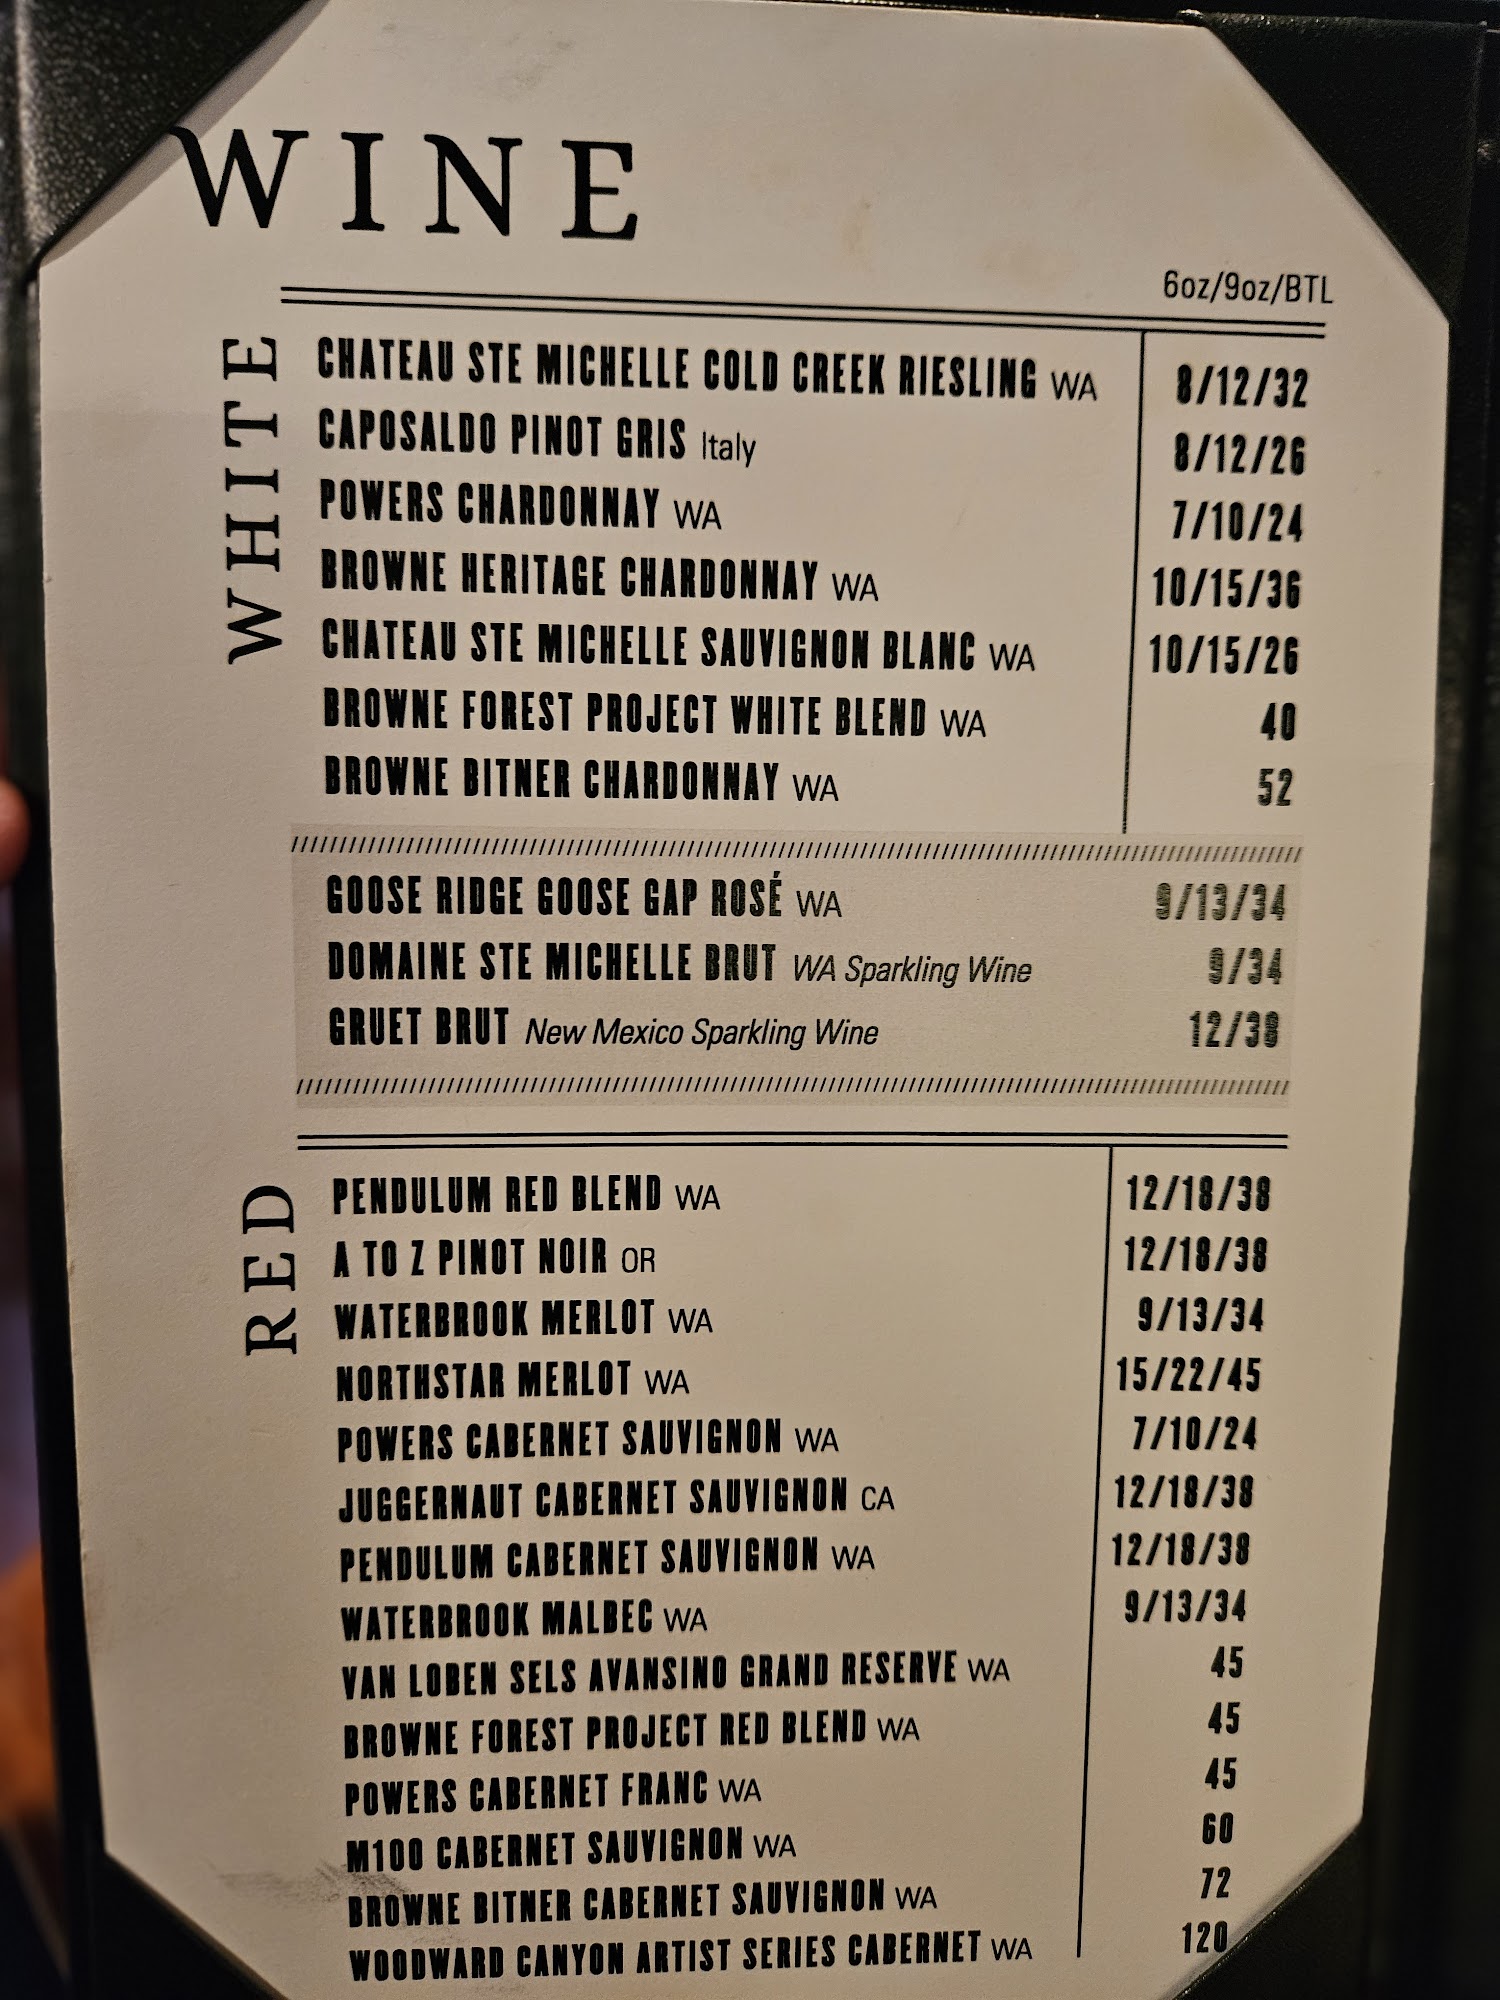 WINE
6oz/9oz/BTL
WHITE
CHATEAU STE MICHELLE COLD CREEK RIESLING WA 8/12/32
CAPOSALDO PINOT GRIS Italy 8/12/26
POWERS CHARDONNAY WA 7/10/24
BROWNE HERITAGE CHARDONNAY WA 10/15/36
CHATEAU STE MICHELLE SAUVIGNON BLANC WA 10/15/26
BROWNE FOREST PROJECT WHITE BLEND WA 40
BROWNE BITNER CHARDONNAY WA 52
GOOSE RIDGE GOOSE GAP ROSÉ WA 9/13/34
DOMAINE STE MICHELLE BRUT WA Sparkling Wine 9/34
GRUET BRUT New Mexico Sparkling Wine 12/38
RED
PENDULUM RED BLEND WA 12/18/38
A TO Z PINOT NOIR OR 12/18/38
WATERBROOK MERLOT WA 9/13/34
NORTHSTAR MERLOT WA 15/22/45
POWERS CABERNET SAUVIGNON WA 7/10/24
JUGGERNAUT CABERNET SAUVIGNON CA 12/18/38
PENDULUM CABERNET SAUVIGNON WA 12/18/38
WATERBROOK MALBEC WA 9/13/34
VAN LOBEN SELS AVANSINO GRAND RESERVE WA 45
BROWNE FOREST PROJECT RED BLEND WA 45
POWERS CABERNET FRANC WA 45
M100 CABERNET SAUVIGNON WA 60
BROWNE BITNER CABERNET SAUVIGNON WA 72
WOODWARD CANYON ARTIST SERIES CABERNET WA 120